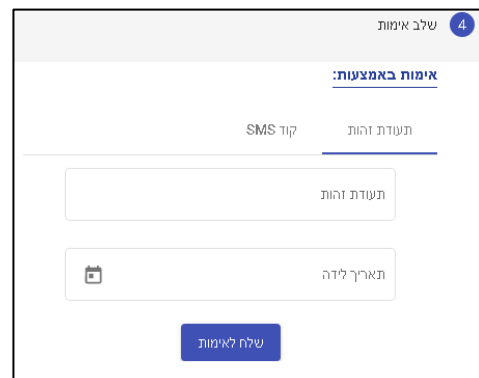 4 שלב אימות
אימות באמצעות:
תעודת זהות
קוד SMS
תעודת זהות
תאריך לידה
שלח לאימות